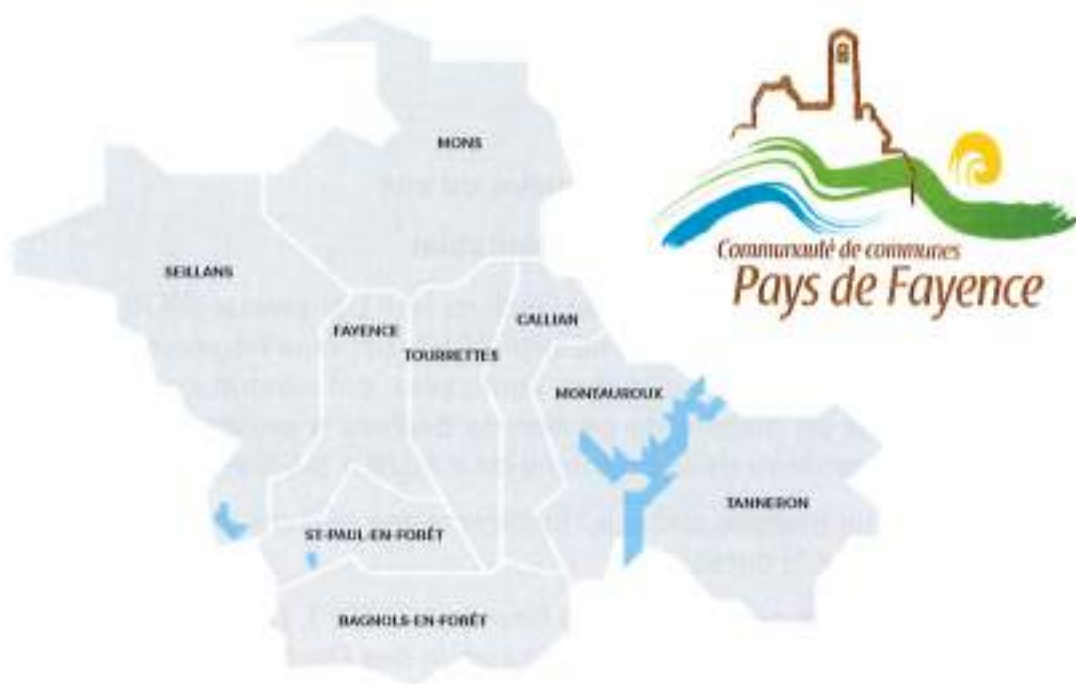 MONS
Communauté de communes
Pays de Fayence
SEILLANS
CALLIAN
FAYENCE
TOURRETTES
MONTAUROUX
TANNERON
ST-PAUL-EN-FORÊT
BAGNOLS-EN-FORÊT